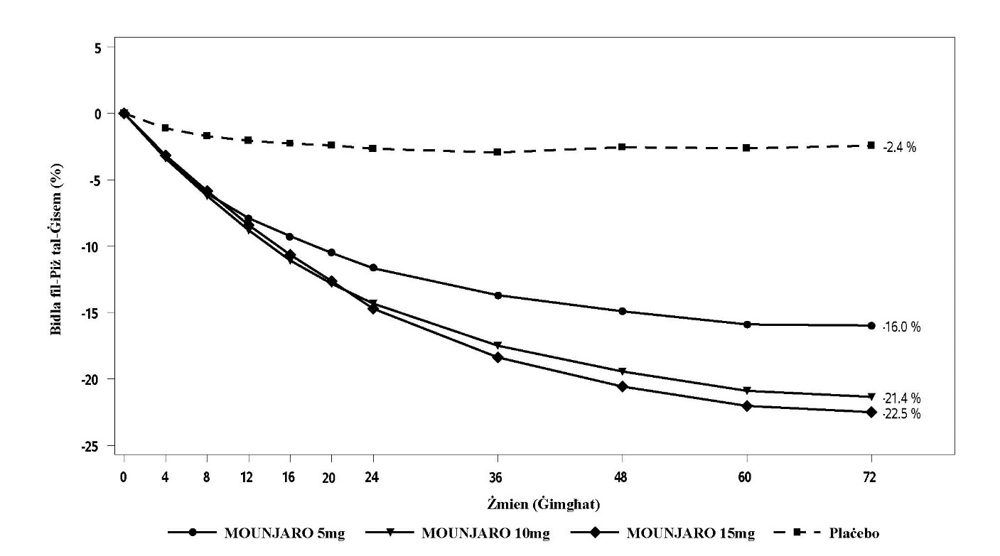 5
0
-5
-10
-15
-20
-25
Bidla fil-Piż tal-Ġisem (%)
-2.4 %
-16.0 %
-21.4 %
-22.5 %
0 4 8 12 16 20 24 36 48 60 72
Żmien (Ġimgħat)
MOUNJARO 5mg MOUNJARO 10mg MOUNJARO 15mg Plaċebo